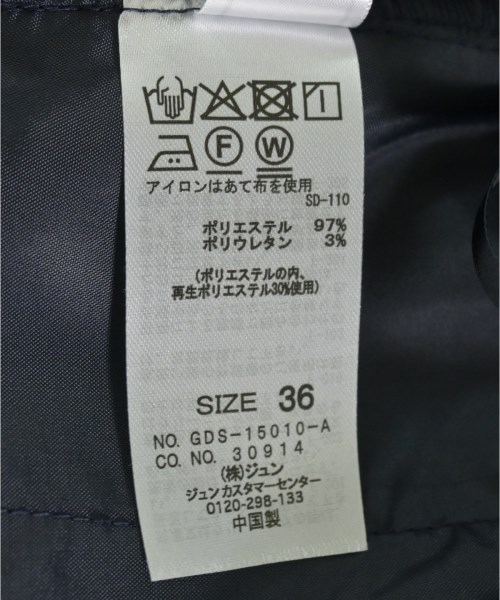 F W
アイロンはあて布を使用
SD-110
ポリエステル 97%
ポリウレタン 3%
(ポリエステルの内、
再生ポリエステル30%使用)
SIZE 36
NO. GDS-15010-A
CO. NO. 30914
(株)ジュン
ジュン カスタマーセンター
0120-298-133
中国製